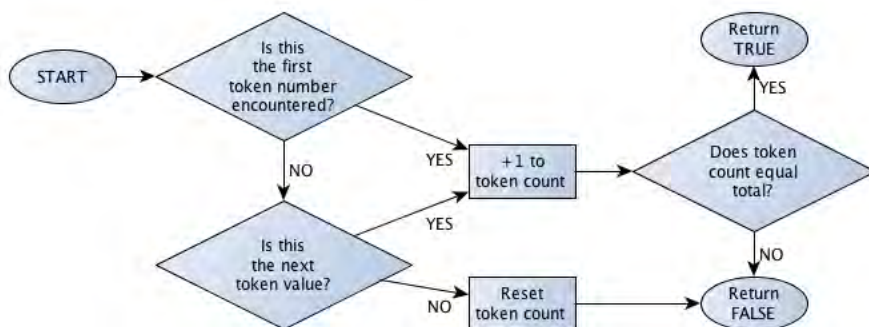 START
Is this
the first
token number
encountered?
YES
NO
Is this
the next
token value?
YES
NO
+1 to
token count
Reset
token count
Does token
count equal
total?
YES
Return
TRUE
NO
Return
FALSE